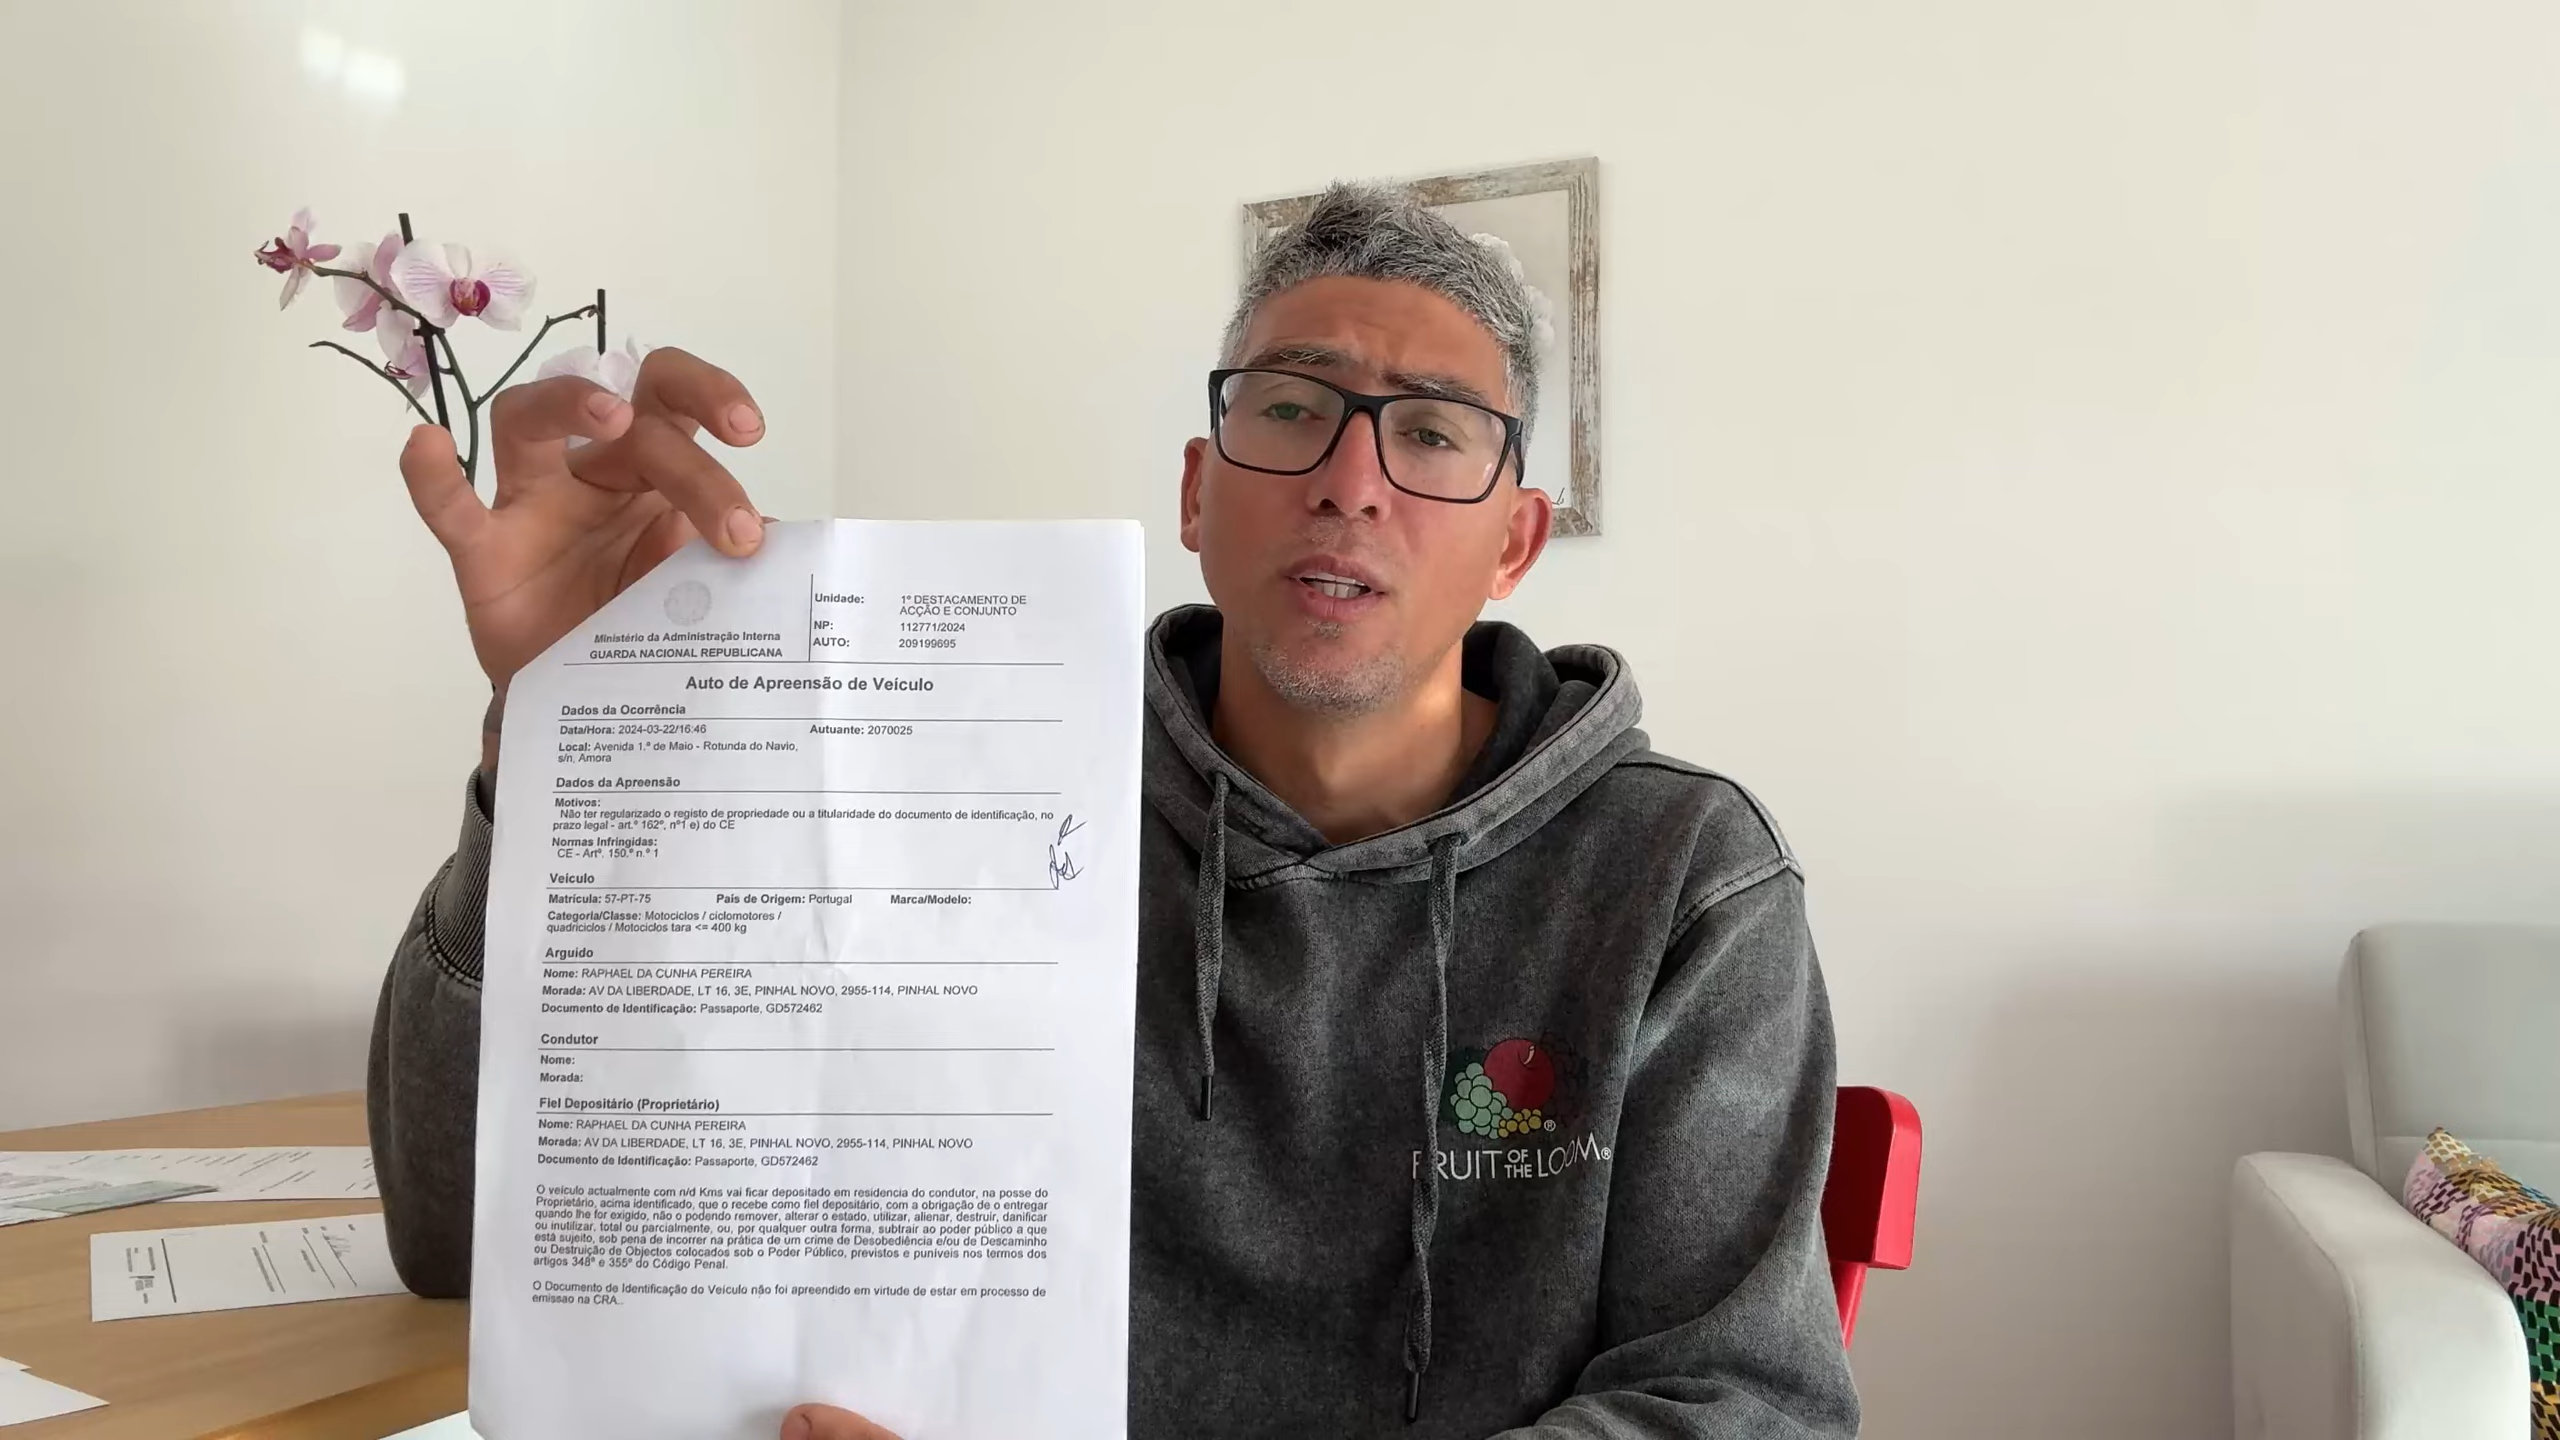 Ministério da Administração Interna
GUARDA NACIONAL REPUBLICANA
Unidade: 1º DESTACAMENTO DE
ACÇÃO E CONJUNTO
NP: 112771/2024
AUTO: 209199695
Auto de Apreensão de Veículo
Dados da Ocorrência
Data/Hora: 2024-03-22/16:46 Autuante: 2070025
Local: Avenida 1.º de Maio - Rotunda do Navio,
s/n, Amora
Dados da Apreensão
Motivos:
Não ter regularizado o registo de propriedade ou a titularidade do documento de identificação, no
prazo legal - art.º 162º, nº1 e) do CE
Normas Infringidas:
CE - Artº. 150.º n.º 1
Veículo
Matrícula: 57-PT-75 País de Origem: Portugal Marca/Modelo:
Categoria/Classe: Motociclos / ciclomotores /
quadriciclos / Motociclos tara <= 400 kg
Arguido
Nome: RAPHAEL DA CUNHA PEREIRA
Morada: AV DA LIBERDADE, LT 16, 3E, PINHAL NOVO, 2955-114, PINHAL NOVO
Documento de Identificação: Passaporte, GD572462
Condutor
Nome:
Morada:
Fiel Depositário (Proprietário)
Nome: RAPHAEL DA CUNHA PEREIRA
Morada: AV DA LIBERDADE, LT 16, 3E, PINHAL NOVO, 2955-114, PINHAL NOVO
Documento de Identificação: Passaporte, GD572462
O veículo actualmente com n/d Kms vai ficar depositado em residencia do condutor, na posse do
Proprietário, acima identificado, que o recebe como fiel depositário, com a obrigação de o entregar
quando lhe for exigido, não o podendo remover, alterar o estado, utilizar, alienar, destruir, danificar
ou inutilizar, total ou parcialmente, ou, por qualquer outra forma, subtrair ao poder público a que
está sujeito, sob pena de incorrer na prática de um crime de Desobediência e/ou de Descaminho
ou Destruição de Objectos colocados sob o Poder Público, previstos e puníveis nos termos dos
artigos 348º e 355º do Código Penal.
O Documento de Identificação do Veículo não foi apreendido em virtude de estar em processo de
emissao na CRA..
FRUIT OF THE LOOM®